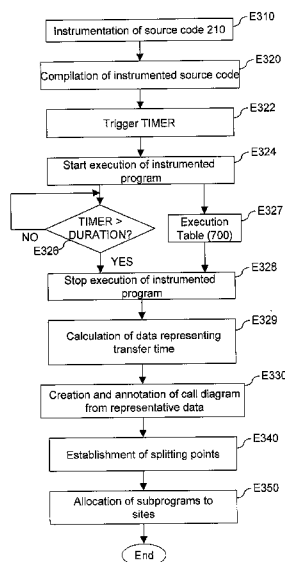 E310
Instrumentation of source code 210
E320
Compilation of instrumented source code
E322
Trigger TIMER
E324
Start execution of instrumented
program
E327
TIMER >
DURATION?
NO
E326
YES
Execution
Table (700)
E328
Stop execution of instrumented
program
E329
Calculation of data representing
transfer time
E330
Creation and annotation of call diagram
from representative data
E340
Establishment of splitting points
E350
Allocation of subprograms to
sites
End